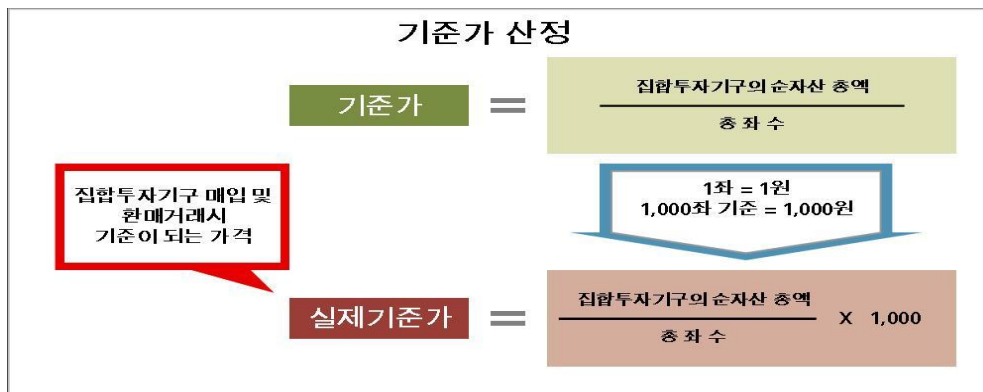 기준가 산정
기준가 = 집합투자기구의 순자산 총액
총 좌 수
집합투자기구 매입 및
환매거래시
기준이 되는 가격
1좌 = 1원
1,000좌 기준 = 1,000원
실제기준가 = 집합투자기구의 순자산 총액
총 좌 수
X 1,000